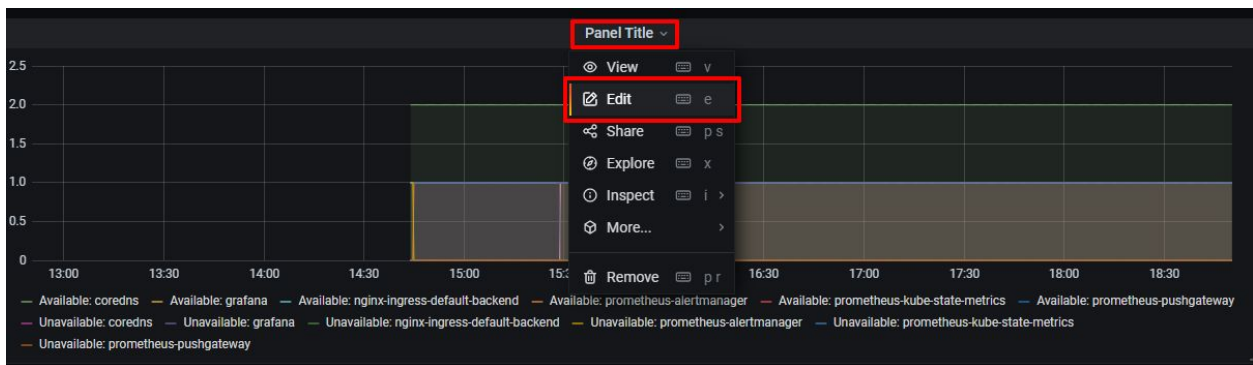 Panel Title
2.5
View v
2.0
Edit e
1.5
Share p s
Explore x
1.0
Inspect i >
0.5
More... >
0
Remove p r
13:00 13:30 14:00 14:30 15:00 15:3 16:30 17:00 17:30 18:00 18:30
Available: coredns Available: grafana Available: nginx-ingress-default-backend Available: prometheus-alertmanager Available: prometheus-kube-state-metrics Available: prometheus-pushgateway
Unavailable: coredns Unavailable: grafana Unavailable: nginx-ingress-default-backend Unavailable: prometheus-alertmanager Unavailable: prometheus-kube-state-metrics
Unavailable: prometheus-pushgateway